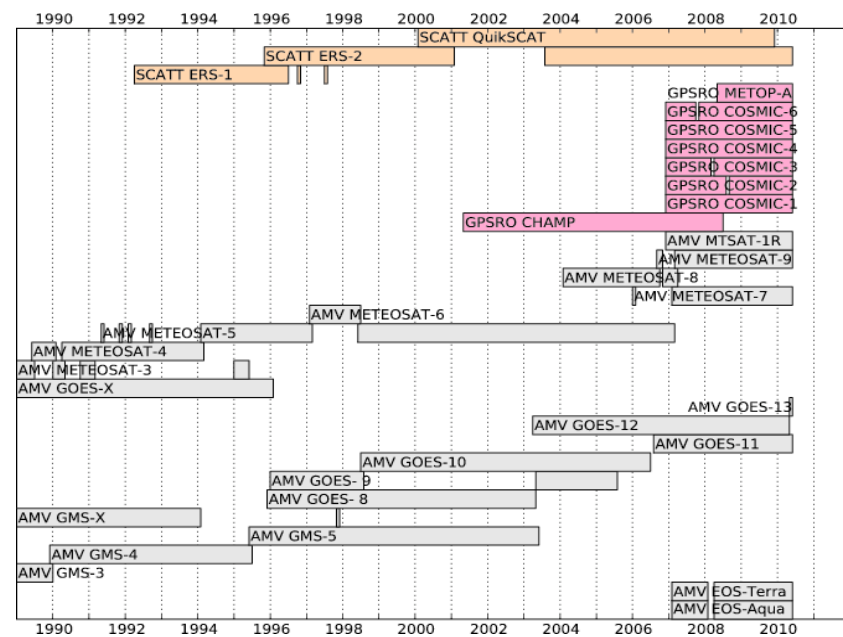 1990 1992 1994 1996 1998 2000 2002 2004 2006 2008 2010
SCATT QuikSCAT
SCATT ERS-2
SCATT ERS-1
GPSRO METOP-A
GPSRO COSMIC-6
GPSRO COSMIC-5
GPSRO COSMIC-4
GPSRO COSMIC-3
GPSRO COSMIC-2
GPSRO COSMIC-1
GPSRO CHAMP
AMV MTSAT-1R
AMV METEOSAT-9
AMV METEOSAT-8
AMV METEOSAT-7
AMV METEOSAT-6
AMV METEOSAT-5
AMV METEOSAT-4
AMV METEOSAT-3
AMV GOES-X
AMV GOES-13
AMV GOES-12
AMV GOES-11
AMV GOES-10
AMV GOES- 9
AMV GOES- 8
AMV GMS-X
AMV GMS-5
AMV GMS-4
AMV GMS-3
AMV EOS-Terra
AMV EOS-Aqua
1990 1992 1994 1996 1998 2000 2002 2004 2006 2008 2010